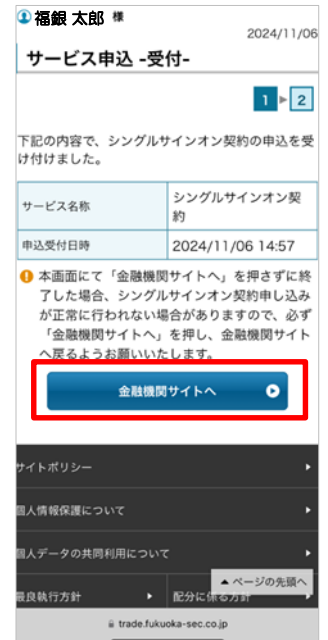 福銀 太郎 様
2024/11/06
サービス申込 -受付-
1 ▶ 2
下記の内容で、シングルサインオン契約の申込を受
け付けました。
サービス名称
シングルサインオン契
約
申込受付日時
2024/11/06 14:57
本画面にて「金融機関サイトへ」を押さずに終
了した場合、シングルサインオン契約申し込み
が正常に行われない場合がありますので、必ず
「金融機関サイトへ」を押し、金融機関サイト
へ戻るようお願いいたします。
金融機関サイトへ
サイトポリシー
個人情報保護について
個人データの共同利用について
▲ ページの先頭へ
最良執行方針
配分に係る方針
trade.fukuoka-sec.co.jp